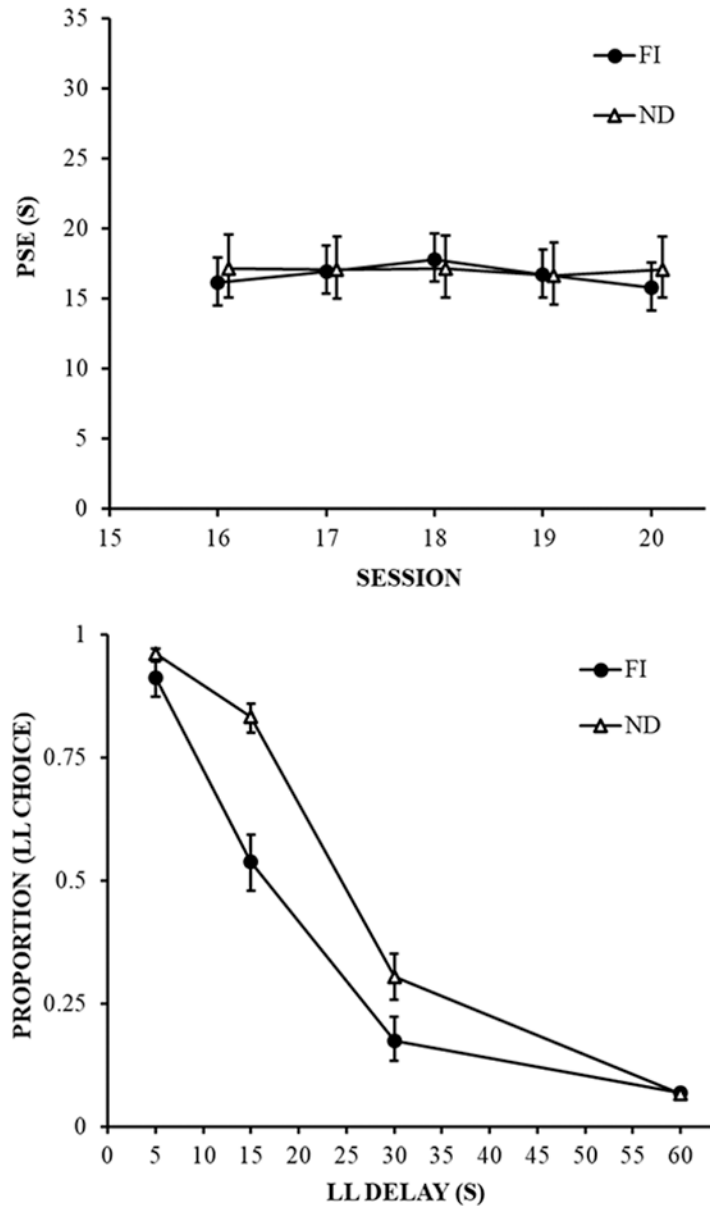 35
30
25
20
15
10
5
0
PSE (S)
FI
ND
15 16 17 18 19 20
SESSION
1
0.75
0.5
0.25
0
PROPORTION (LL CHOICE)
FI
ND
0 5 10 15 20 25 30 35 40 45 50 55 60
LL DELAY (S)